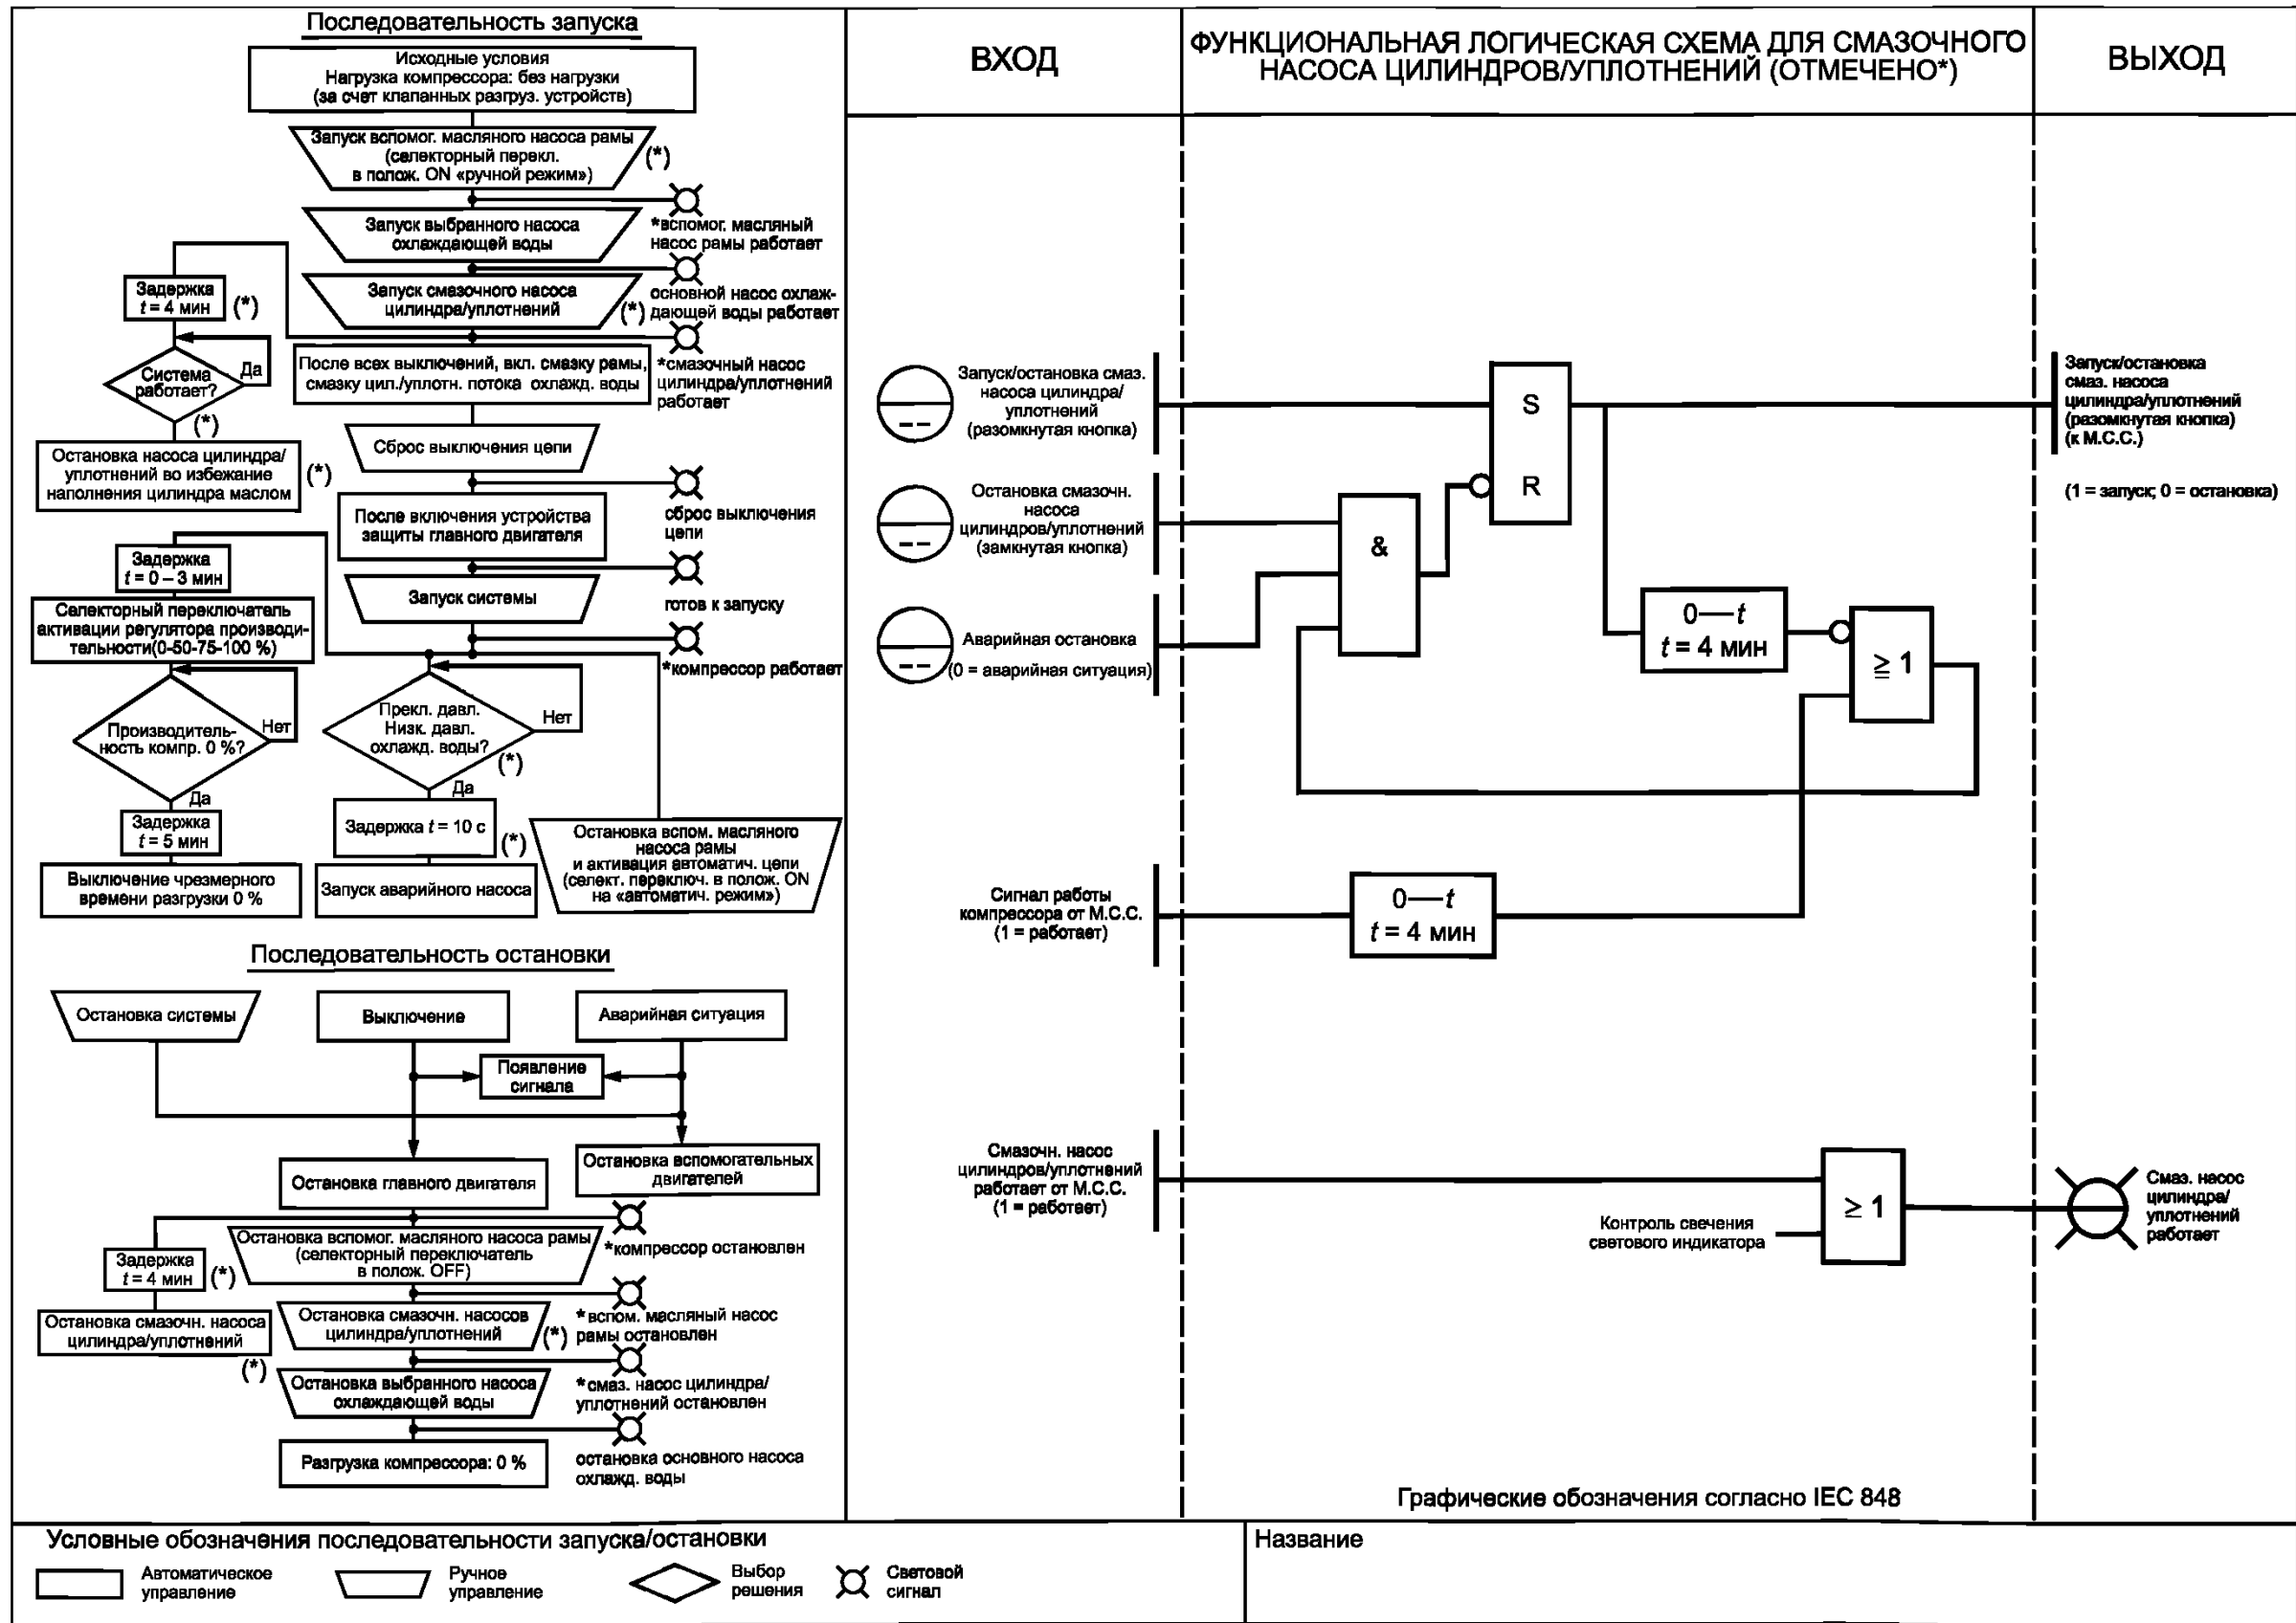 Последовательность запуска
Исходные условия
Нагрузка компрессора: без нагрузки
(за счет клапанных разгруз. устройств)
Запуск вспомог. масляного насоса рамы
(селекторный перекл.
в полож. ON «ручной режим»)
(*)
Запуск выбранного насоса
охлаждающей воды
*вспомог. масляный
насос рамы работает
Задержка
t = 4 мин
(*)
Запуск смазочного насоса
цилиндра/уплотнений
(*)
основной насос охлаж-
дающей воды работает
Система
работает?
Да
(*)
После всех выключений, вкл. смазку рамы,
смазку цил./уплотн. потока охлажд. воды
*смазочный насос
цилиндра/уплотнений
работает
Остановка насоса цилиндра/
уплотнений во избежание
наполнения цилиндра маслом
(*)
Сброс выключения цепи
сброс выключения
цепи
После включения устройства
защиты главного двигателя
Задержка
t = 0 – 3 мин
Запуск системы
готов к запуску
Селекторный переключатель
активации регулятора производи-
тельности(0-50-75-100 %)
*компрессор работает
Производитель-
ность компр. 0 %?
Нет
Да
Прекл. давл.
Низк. давл.
охлажд. воды?
Нет
(*)
Да
Задержка
t = 5 мин
Задержка t = 10 с
(*)
Выключение чрезмерного
времени разгрузки 0 %
Запуск аварийного насоса
Остановка вспом. масляного
насоса рамы
и активация автоматич. цепи
(селект. переключ. в полож. ON
на «автоматич. режим»)
Последовательность остановки
Остановка системы
Выключение
Аварийная ситуация
Появление
сигнала
Остановка главного двигателя
Остановка вспомогательных
двигателей
Остановка вспомог. масляного насоса рамы
(селекторный переключатель
в полож. OFF)
*компрессор остановлен
Задержка
t = 4 мин
(*)
Остановка смазочн. насоса
цилиндра/уплотнений
(*)
Остановка смазочн. насосов
цилиндра/уплотнений
(*)
*вспом. масляный насос
рамы остановлен
Остановка выбранного насоса
охлаждающей воды
*смаз. насос цилиндра/
уплотнений остановлен
Разгрузка компрессора: 0 %
остановка основного насоса
охлажд. воды
ВХОД
ФУНКЦИОНАЛЬНАЯ ЛОГИЧЕСКАЯ СХЕМА ДЛЯ СМАЗОЧНОГО
НАСОСА ЦИЛИНДРОВ/УПЛОТНЕНИЙ (ОТМЕЧЕНО*)
ВЫХОД
Запуск/остановка смаз.
насоса цилиндра/
уплотнений
(разомкнутая кнопка)
S
R
Запуск/остановка
смаз. насоса
цилиндра/уплотнений
(разомкнутая кнопка)
(к М.С.С.)
(1 = запуск; 0 = остановка)
Остановка смазочн.
насоса
цилиндров/уплотнений
(замкнутая кнопка)
&
Аварийная остановка
(0 = аварийная ситуация)
0—t
t = 4 мин
≥ 1
Сигнал работы
компрессора от М.С.С.
(1 = работает)
0—t
t = 4 мин
Смазочн. насос
цилиндров/уплотнений
работает от М.С.С.
(1 = работает)
Контроль свечения
светового индикатора
≥ 1
Смаз. насос
цилиндра/
уплотнений
работает
Графические обозначения согласно IEC 848
Условные обозначения последовательности запуска/остановки
Автоматическое
управление
Ручное
управление
Выбор
решения
Световой
сигнал
Название